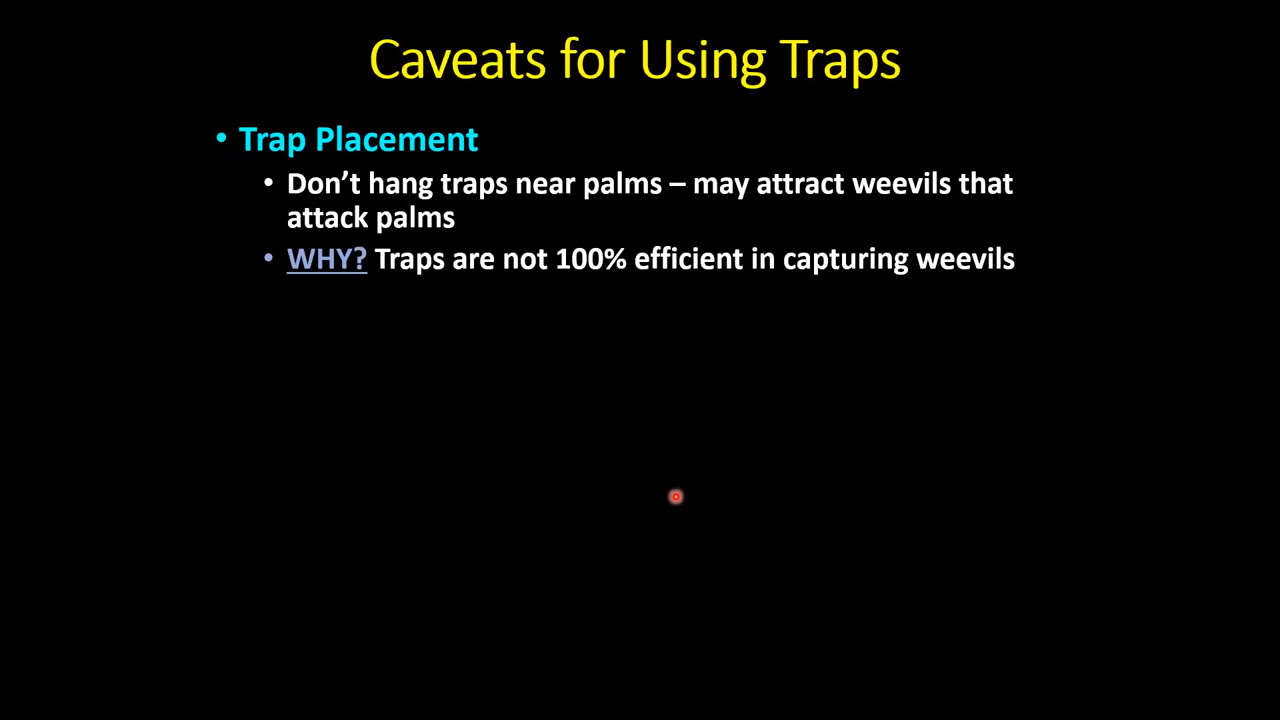 Caveats for Using Traps
• Trap Placement
• Don’t hang traps near palms – may attract weevils that
attack palms
• WHY? Traps are not 100% efficient in capturing weevils